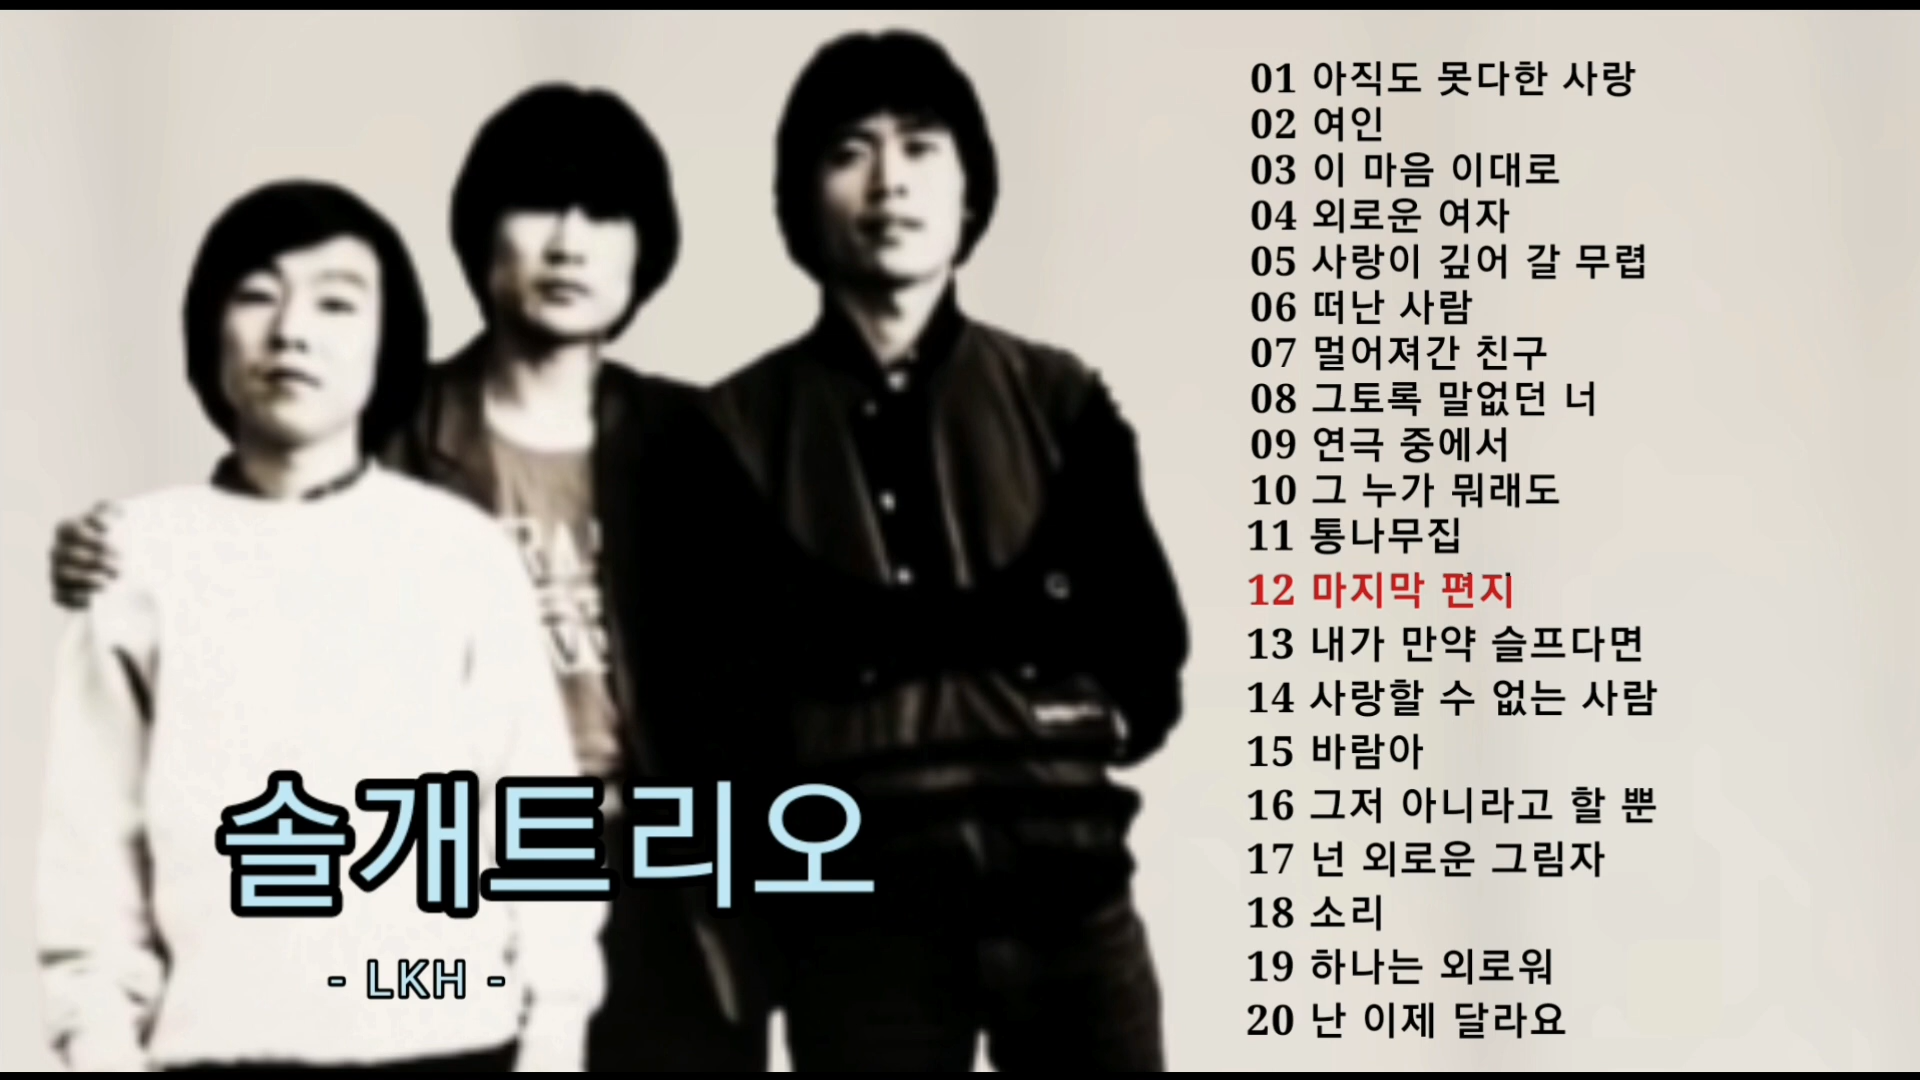 01 아직도 못다한 사랑
02 여인
03 이 마음 이대로
04 외로운 여자
05 사랑이 깊어 갈 무렵
06 떠난 사람
07 멀어져간 친구
08 그토록 말없던 너
09 연극 중에서
10 그 누가 뭐래도
11 통나무집
12 마지막 편지
13 내가 만약 슬프다면
14 사랑할 수 없는 사람
15 바람아
16 그저 아니라고 할 뿐
17 넌 외로운 그림자
18 소리
19 하나는 외로워
20 난 이제 달라요
솔개트리오
- LKH -